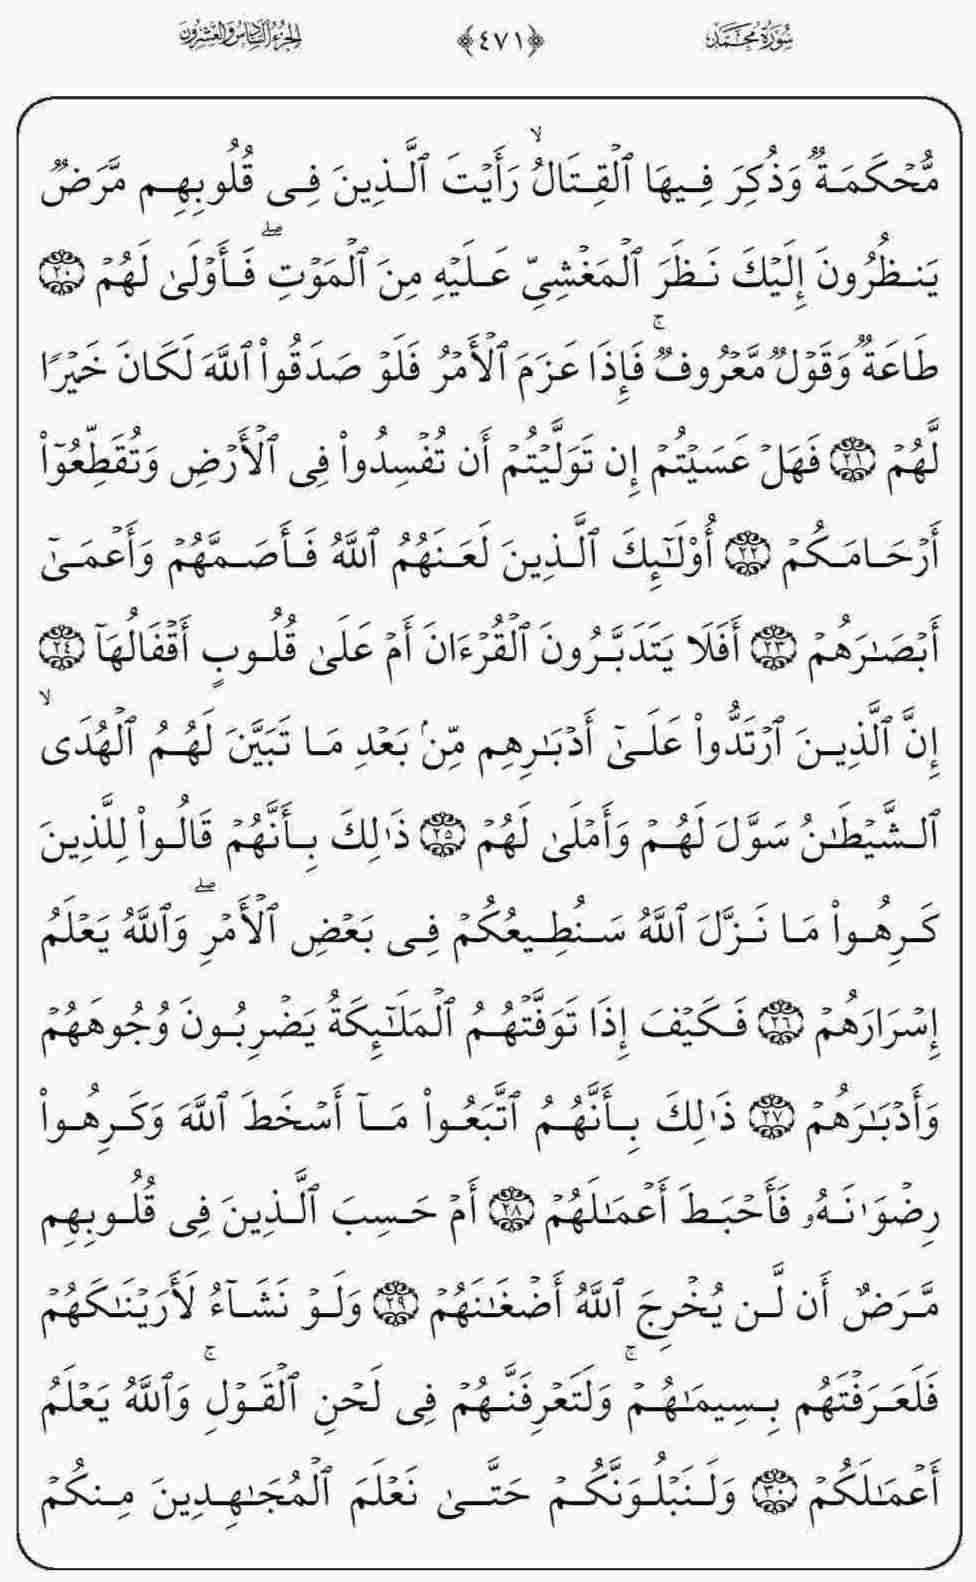 سُورَةُ مُحَمَّد ﴿٤٧١﴾ الجُزْءُ السَّادِسُ وَالعِشْرُونَ
مُّحۡكَمَةٌ وَذُكِرَ فِيهَا ٱلۡقِتَالُ ۙ رَأَيۡتَ ٱلَّذِينَ فِى قُلُوبِهِم مَّرَضٌ
يَنظُرُونَ إِلَيۡكَ نَظَرَ ٱلۡمَغۡشِىِّ عَلَيۡهِ مِنَ ٱلۡمَوۡتِ ۖ فَأَوۡلَىٰ لَهُمۡ ٢٠
طَاعَةٌ وَقَوۡلٌ مَّعۡرُوفٌ ۚ فَإِذَا عَزَمَ ٱلۡأَمۡرُ فَلَوۡ صَدَقُواْ ٱللَّهَ لَكَانَ خَيۡرًا
لَّهُمۡ ٢١ فَهَلۡ عَسَيۡتُمۡ إِن تَوَلَّيۡتُمۡ أَن تُفۡسِدُواْ فِى ٱلۡأَرۡضِ وَتُقَطِّعُوٓاْ
أَرۡحَامَكُمۡ ٢٢ أُوْلَـٰٓئِكَ ٱلَّذِينَ لَعَنَهُمُ ٱللَّهُ فَأَصَمَّهُمۡ وَأَعۡمَىٰٓ
أَبۡصَـٰرَهُمۡ ٢٣ أَفَلَا يَتَدَبَّرُونَ ٱلۡقُرۡءَانَ أَمۡ عَلَىٰ قُلُوبٍ أَقۡفَالُهَآ ٢٤
إِنَّ ٱلَّذِينَ ٱرۡتَدُّواْ عَلَىٰٓ أَدۡبَـٰرِهِم مِّنۢ بَعۡدِ مَا تَبَيَّنَ لَهُمُ ٱلۡهُدَى ۙ
ٱلشَّيۡطَـٰنُ سَوَّلَ لَهُمۡ وَأَمۡلَىٰ لَهُمۡ ٢٥ ذَٰلِكَ بِأَنَّهُمۡ قَالُواْ لِلَّذِينَ
كَرِهُواْ مَا نَزَّلَ ٱللَّهُ سَنُطِيعُكُمۡ فِى بَعۡضِ ٱلۡأَمۡرِ ۖ وَٱللَّهُ يَعۡلَمُ
إِسۡرَارَهُمۡ ٢٦ فَكَيۡفَ إِذَا تَوَفَّتۡهُمُ ٱلۡمَلَـٰٓئِكَةُ يَضۡرِبُونَ وُجُوهَهُمۡ
وَأَدۡبَـٰرَهُمۡ ٢٧ ذَٰلِكَ بِأَنَّهُمُ ٱتَّبَعُواْ مَآ أَسۡخَطَ ٱللَّهَ وَكَرِهُواْ
رِضۡوَٰنَهُۥ فَأَحۡبَطَ أَعۡمَـٰلَهُمۡ ٢٨ أَمۡ حَسِبَ ٱلَّذِينَ فِى قُلُوبِهِم
مَّرَضٌ أَن لَّن يُخۡرِجَ ٱللَّهُ أَضۡغَـٰنَهُمۡ ٢٩ وَلَوۡ نَشَآءُ لَأَرَيۡنَـٰكَهُمۡ
فَلَعَرَفۡتَهُم بِسِيمَـٰهُمۡ ۚ وَلَتَعۡرِفَنَّهُمۡ فِى لَحۡنِ ٱلۡقَوۡلِ ۚ وَٱللَّهُ يَعۡلَمُ
أَعۡمَـٰلَكُمۡ ٣٠ وَلَنَبۡلُوَنَّكُمۡ حَتَّىٰ نَعۡلَمَ ٱلۡمُجَـٰهِدِينَ مِنكُمۡ